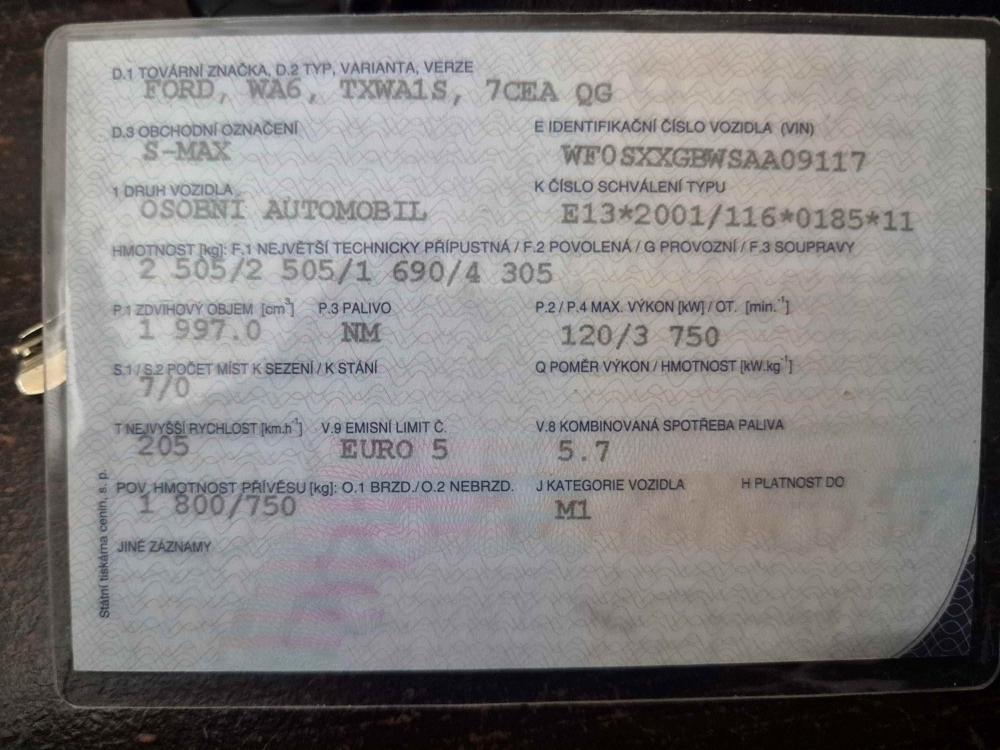 D.1 TOVÁRNÍ ZNAČKA, D.2 TYP, VARIANTA, VERZE
FORD, WA6, TXWA1S, 7CEA QG
D.3 OBCHODNÍ OZNAČENÍ
S-MAX
E IDENTIFIKAČNÍ ČÍSLO VOZIDLA (VIN)
WF0SXXGBWSAA09117
1 DRUH VOZIDLA
OSOBNÍ AUTOMOBIL
K ČÍSLO SCHVÁLENÍ TYPU
E13*2001/116*0185*11
HMOTNOST [kg]: F.1 NEJVĚTŠÍ TECHNICKY PŘÍPUSTNÁ / F.2 POVOLENÁ / G PROVOZNÍ / F.3 SOUPRAVY
2 505/2 505/1 690/4 305
P.1 ZDVIHOVÝ OBJEM [cm³]
1 997.0
P.3 PALIVO
NM
P.2 / P.4 MAX. VÝKON [kW] / OT. [min.⁻¹]
120/3 750
S.1 / S.2 POČET MÍST K SEZENÍ / K STÁNÍ
7/0
Q POMĚR VÝKON / HMOTNOST [kW.kg⁻¹]
T NEJVYŠŠÍ RYCHLOST [km.h⁻¹]
205
V.9 EMISNÍ LIMIT Č.
EURO 5
V.8 KOMBINOVANÁ SPOTŘEBA PALIVA
5.7
POV. HMOTNOST PŘÍVĚSU [kg]: O.1 BRZD./O.2 NEBRZD.
1 800/750
J KATEGORIE VOZIDLA
M1
H PLATNOST DO
JINÉ ZÁZNAMY
Státní tiskárna cenin, s. p.